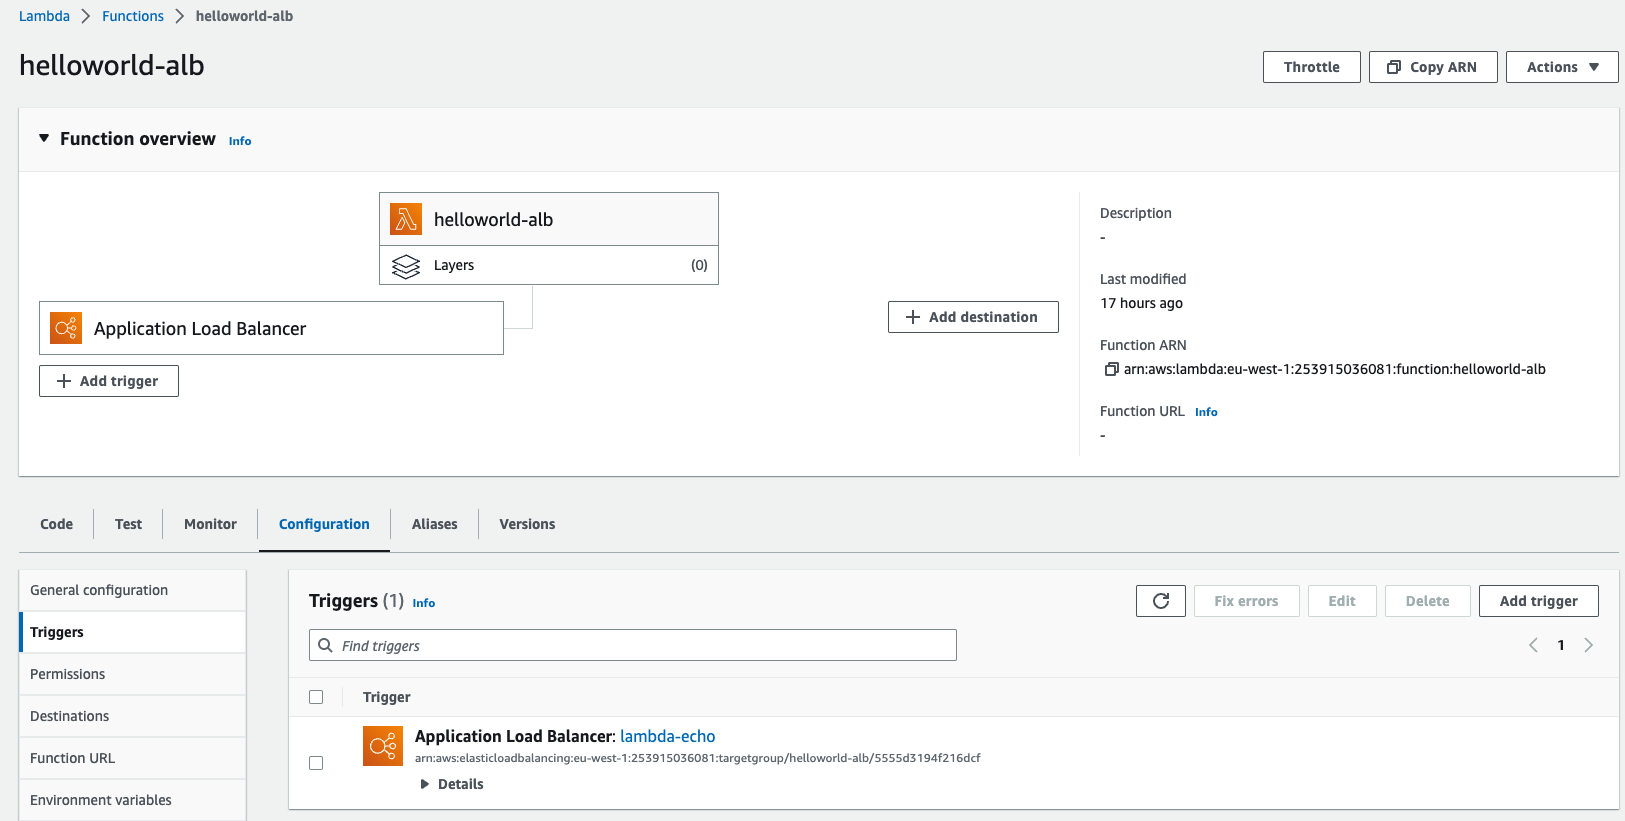 Lambda > Functions > helloworld-alb
helloworld-alb
Throttle
Copy ARN
Actions
Function overview Info
helloworld-alb
Layers (0)
Application Load Balancer
Add trigger
Add destination
Description
-
Last modified
17 hours ago
Function ARN
arn:aws:lambda:eu-west-1:253915036081:function:helloworld-alb
Function URL Info
-
Code
Test
Monitor
Configuration
Aliases
Versions
General configuration
Triggers
Permissions
Destinations
Function URL
Environment variables
Triggers (1) Info
Fix errors
Edit
Delete
Add trigger
Find triggers
1
Trigger
Application Load Balancer: lambda-echo
arn:aws:elasticloadbalancing:eu-west-1:253915036081:targetgroup/helloworld-alb/5555d3194f216dcf
Details